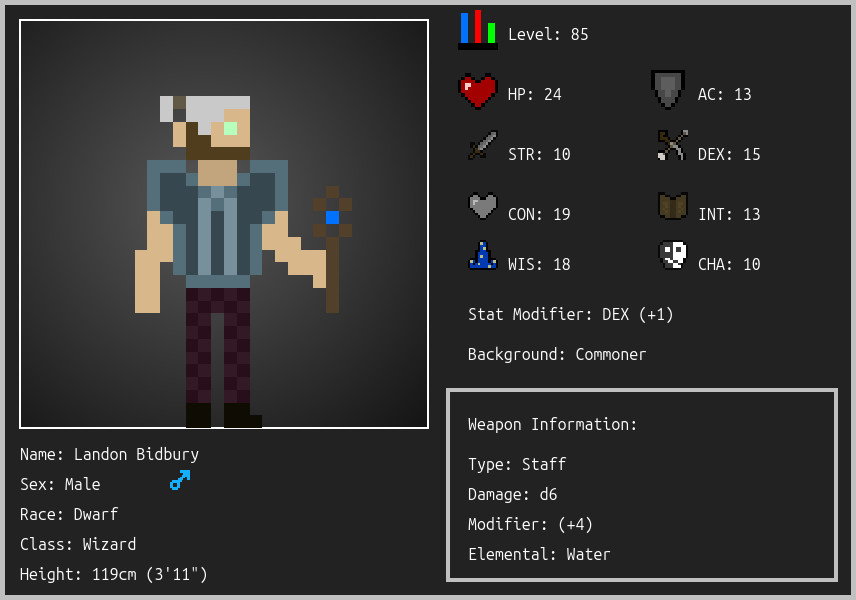 Level: 85
HP: 24
AC: 13
STR: 10
DEX: 15
CON: 19
INT: 13
WIS: 18
CHA: 10
Stat Modifier: DEX (+1)
Background: Commoner
Weapon Information:
Type: Staff
Damage: d6
Modifier: (+4)
Elemental: Water
Name: Landon Bidbury
Sex: Male
Race: Dwarf
Class: Wizard
Height: 119cm (3'11")